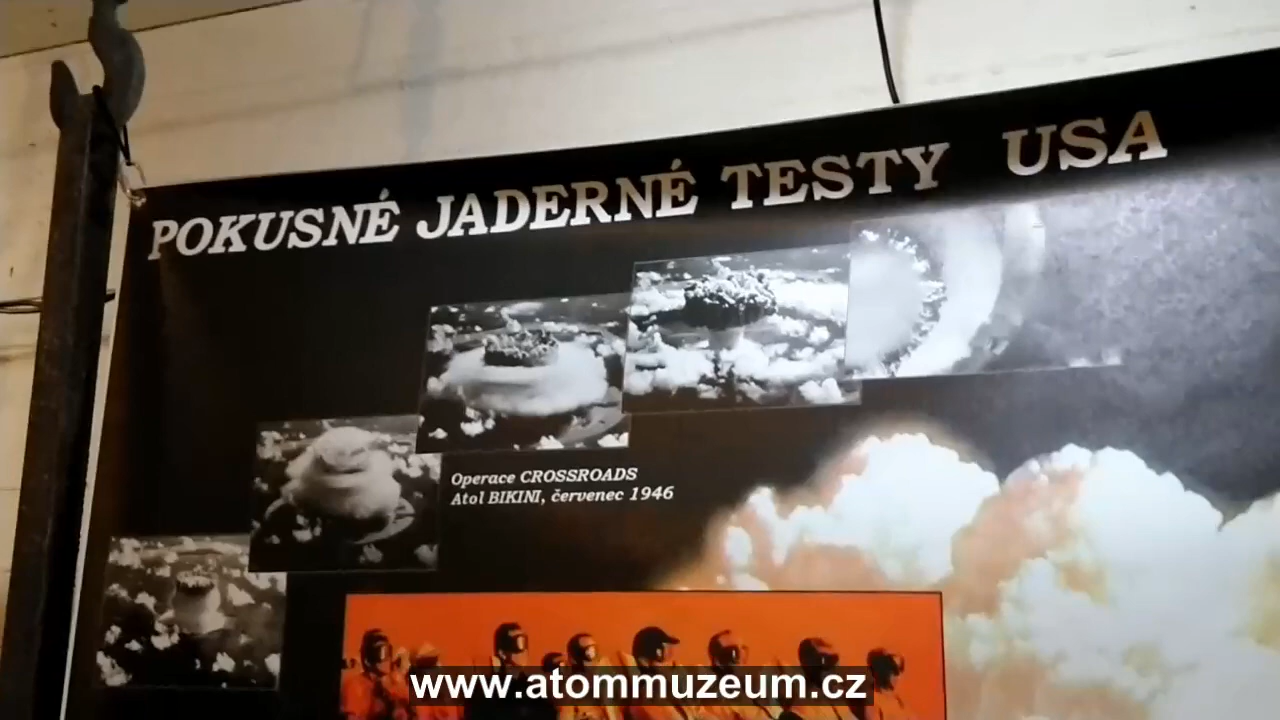 POKUSNÉ JADERNÉ TESTY USA
Operace CROSSROADS
Atol BIKINI, červenec 1946
www.atommuzeum.cz